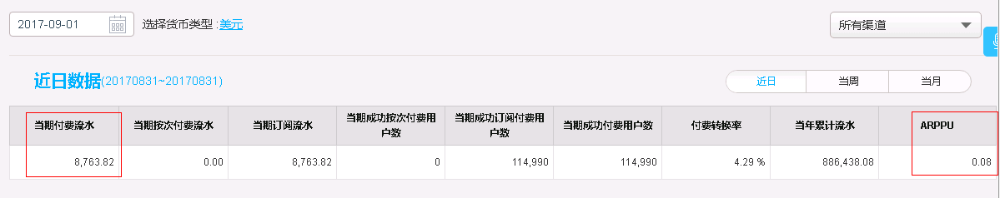 2017-09-01 选择货币类型 :美元 所有渠道
近日数据(20170831~20170831) 近日 当周 当月
当期付费流水 当期按次付费流水 当期订阅流水 当期成功按次付费用户数 当期成功订阅付费用户数 当期成功付费用户数 付费转换率 当年累计流水 ARPPU
8,763.82 0.00 8,763.82 0 114,990 114,990 4.29 % 886,438.08 0.08